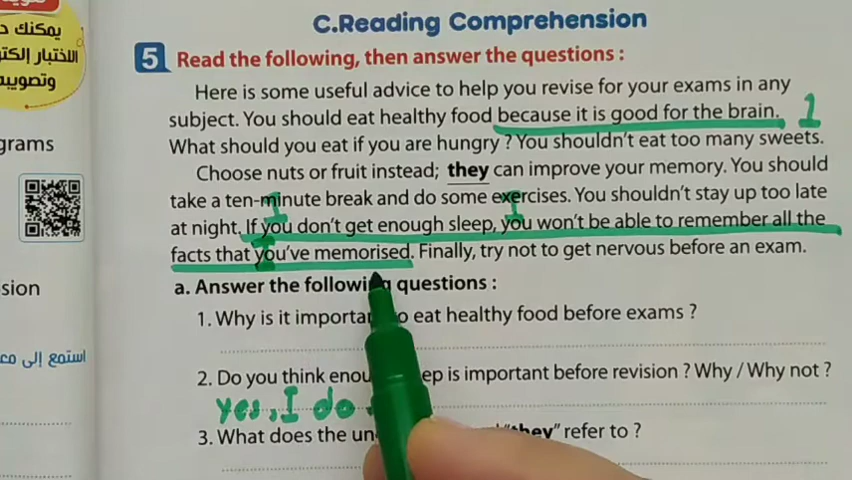 يمكنك
الاختبار
وتصويبه
C.Reading Comprehension
5 Read the following, then answer the questions :
Here is some useful advice to help you revise for your exams in any
subject. You should eat healthy food because it is good for the brain. 1
What should you eat if you are hungry ? You shouldn't eat too many sweets.
grams
Choose nuts or fruit instead; they can improve your memory. You should
take a ten-minute break and do some exercises. You shouldn't stay up too late
I I
at night. If you don't get enough sleep, you won't be able to remember all the
facts that you've memorised. Finally, try not to get nervous before an exam.
sion
a. Answer the following questions :
1. Why is it to eat healthy food before exams ?
استمع إلى
2. Do you think is important before revision ? Why / Why not ?
yes, I do.
3. What does the "they" refer to ?